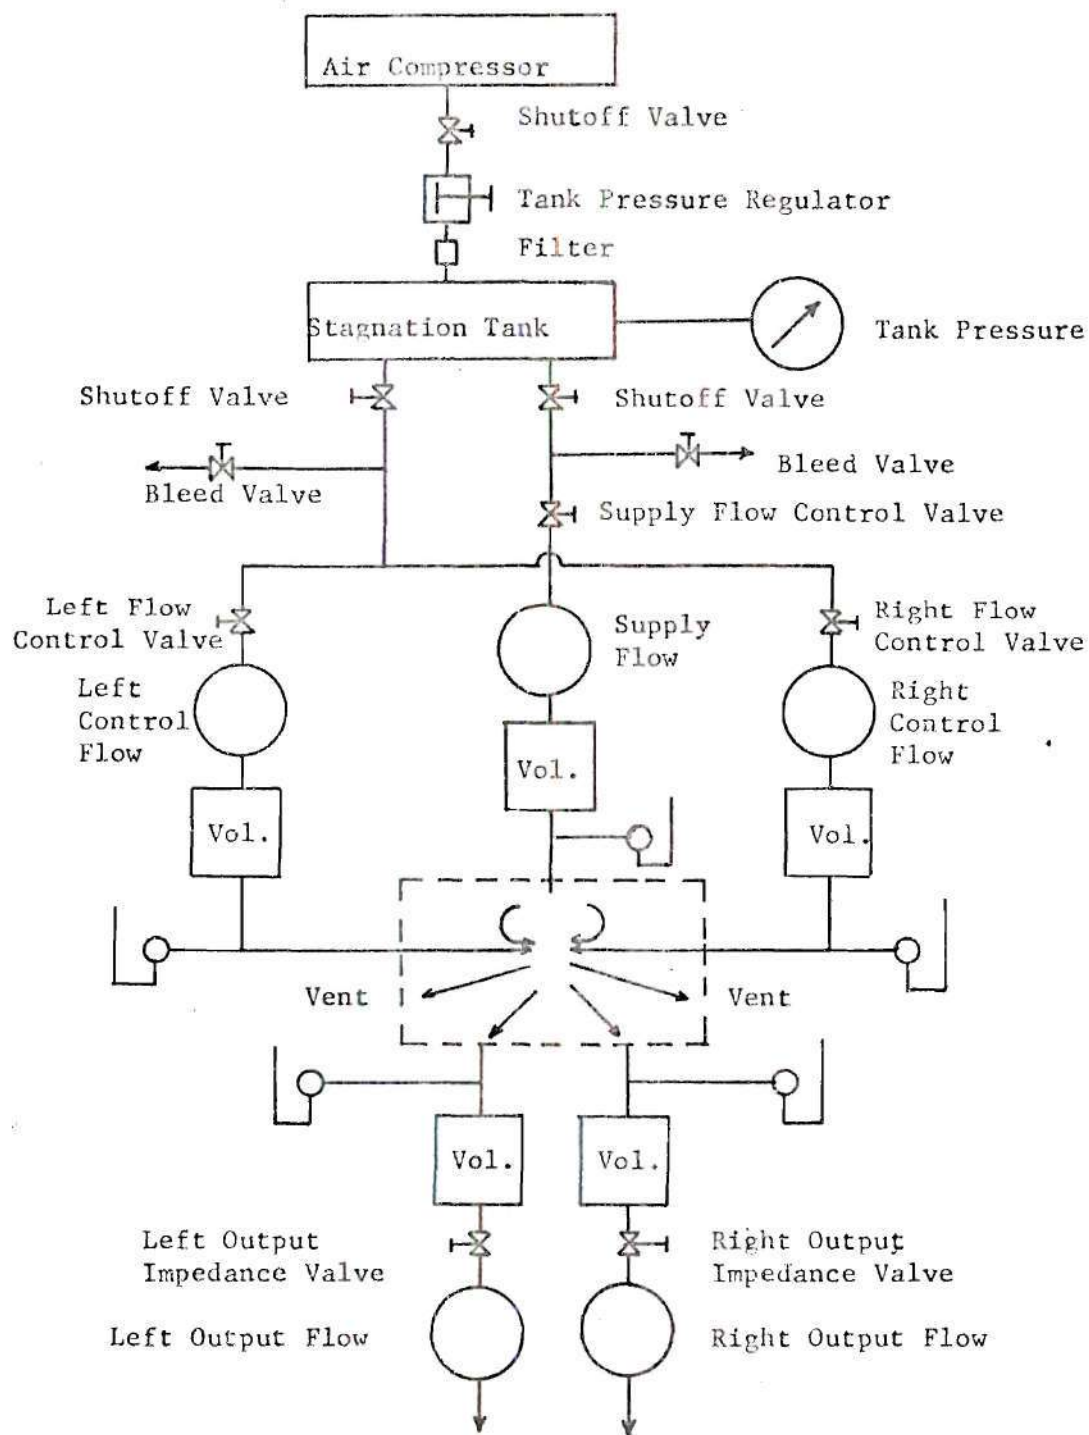 Air Compressor
Shutoff Valve
Tank Pressure Regulator
Filter
Stagnation Tank
Tank Pressure
Shutoff Valve
Shutoff Valve
Bleed Valve
Bleed Valve
Supply Flow Control Valve
Left Flow
Control Valve
Supply
Flow
Right Flow
Control Valve
Left
Control
Flow
Right
Control
Flow
Vol.
Vol.
Vol.
Vent
Vent
Vol.
Vol.
Left Output
Impedance Valve
Right Output
Impedance Valve
Left Output Flow
Right Output Flow